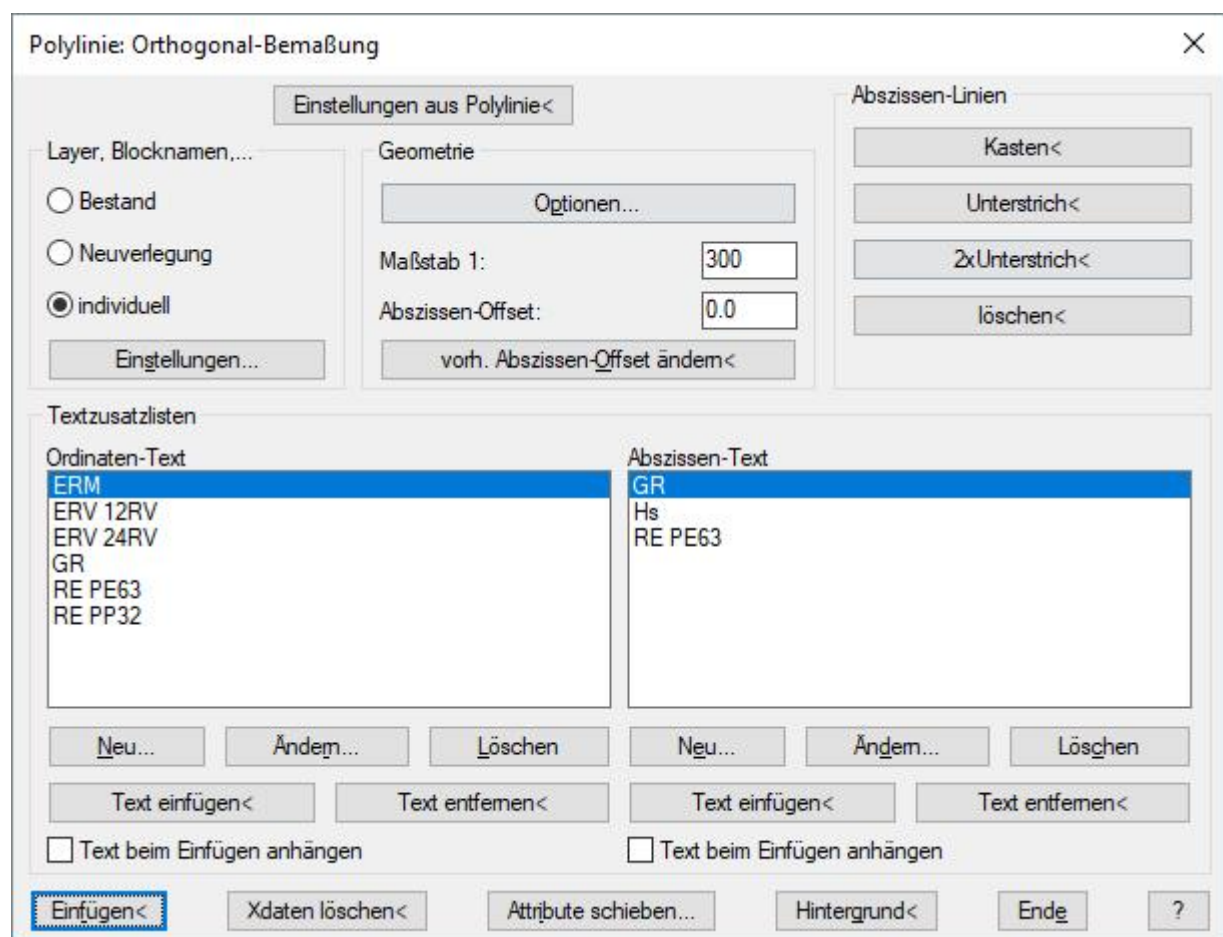 Polylinie: Orthogonal-Bemaßung
Einstellungen aus Polylinie<
Layer, Blocknamen,...
Bestand
Neuverlegung
individuell
Einstellungen...
Geometrie
Optionen...
Maßstab 1:
300
Abszissen-Offset:
0.0
vorh. Abszissen-Offset ändern<
Abszissen-Linien
Kasten<
Unterstrich<
2xUnterstrich<
löschen<
Textzusatzlisten
Ordinaten-Text
ERM
ERV 12RV
ERV 24RV
GR
RE PE63
RE PP32
Neu...
Ändern...
Löschen
Text einfügen<
Text entfernen<
Text beim Einfügen anhängen
Abszissen-Text
GR
Hs
RE PE63
Neu...
Ändern...
Löschen
Text einfügen<
Text entfernen<
Text beim Einfügen anhängen
Einfügen<
Xdaten löschen<
Attribute schieben...
Hintergrund<
Ende
?